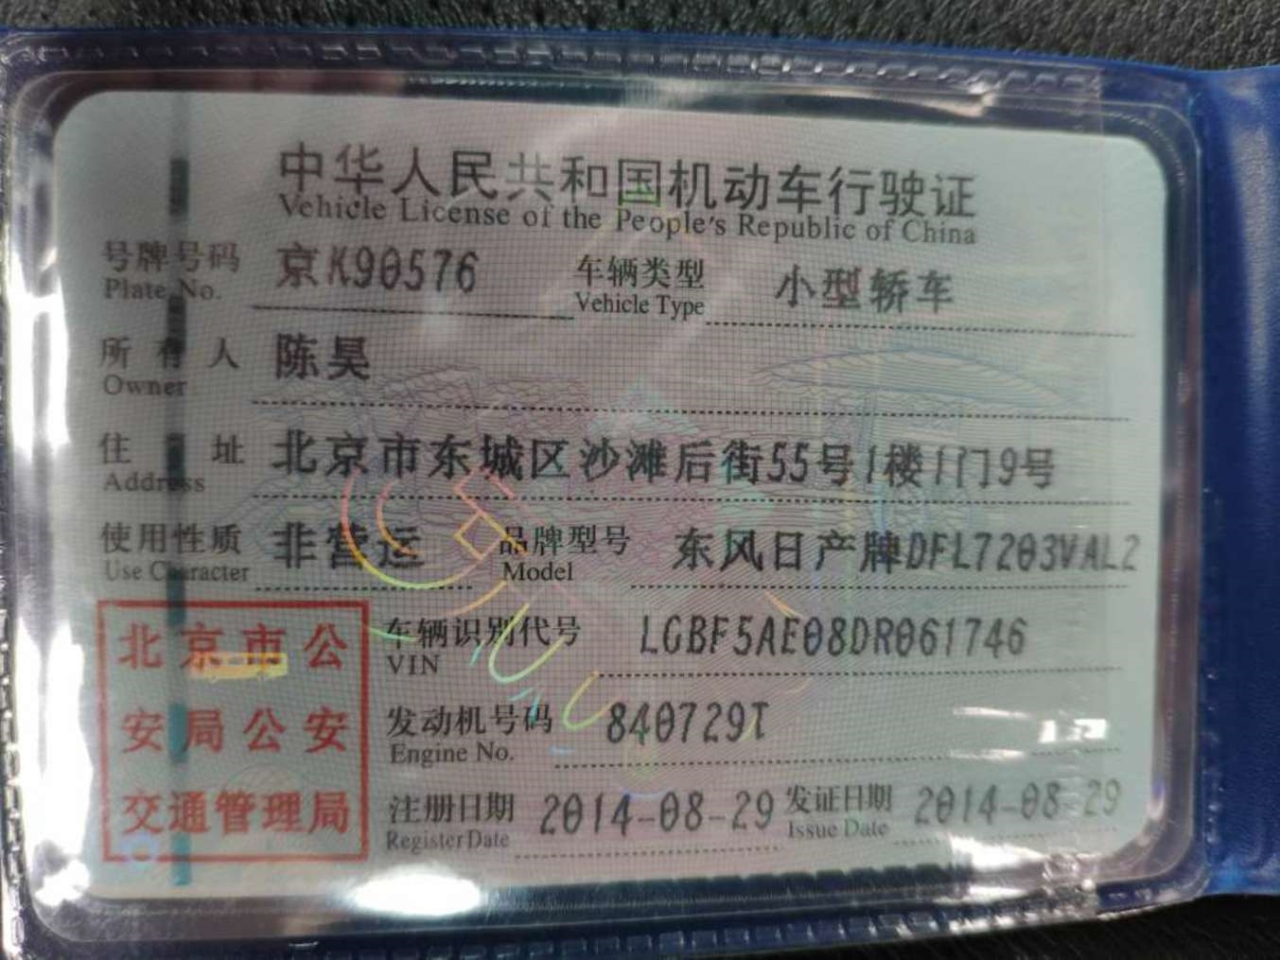 中华人民共和国机动车行驶证
Vehicle License of the People's Republic of China
号牌号码 京K90576 车辆类型 小型轿车
Plate No. Vehicle Type
所有人 陈昊
Owner
住址 北京市东城区沙滩后街55号1楼1门9号
Address
使用性质 非营运 品牌型号 东风日产牌DFL7203VAL2
Use Character Model
北京市公
安局公安
交通管理局
车辆识别代号 LGBF5AE08DR061746
VIN
发动机号码 840729T
Engine No.
注册日期 2014-08-29 发证日期 2014-08-29
Register Date Issue Date